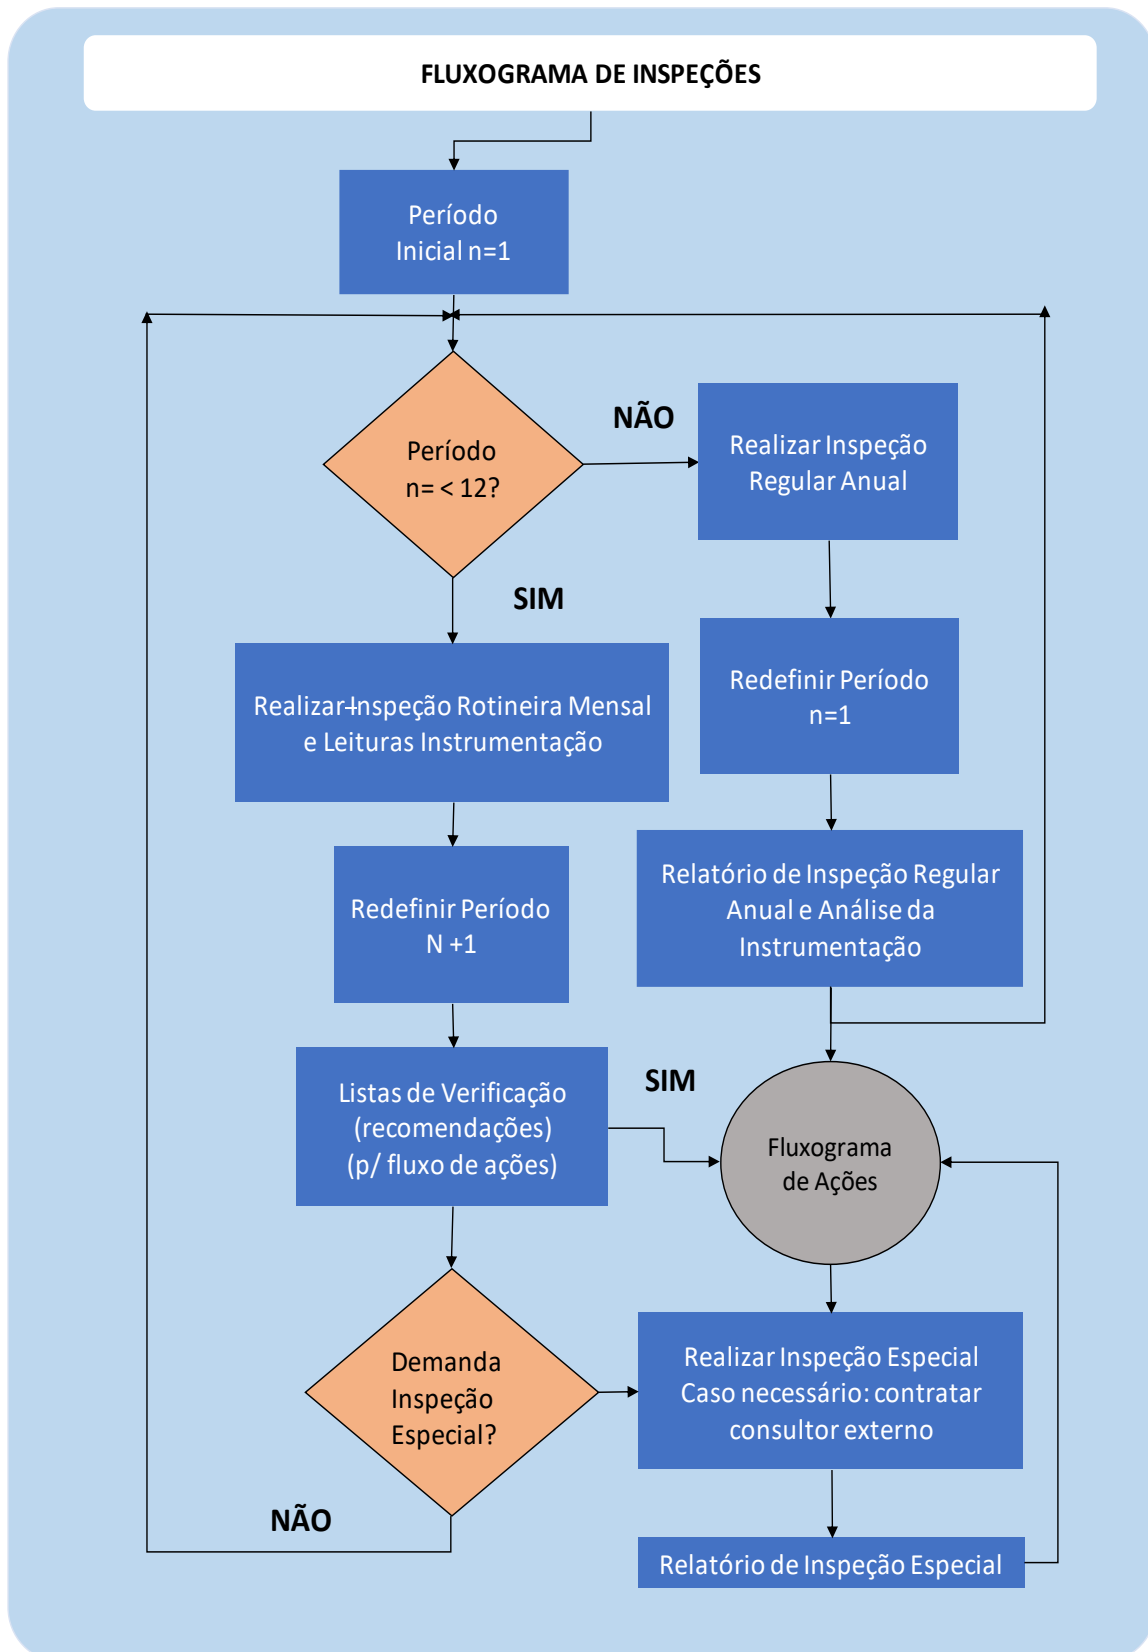 FLUXOGRAMA DE INSPEÇÕES
Período
Inicial n=1
Período
n= < 12?
NÃO
Realizar Inspeção
Regular Anual
SIM
Realizar Inspeção Rotineira Mensal
e Leituras Instrumentação
Redefinir Período
n=1
Redefinir Período
N +1
Relatório de Inspeção Regular
Anual e Análise da
Instrumentação
Listas de Verificação
(recomendações)
(p/ fluxo de ações)
SIM
Fluxograma
de Ações
Demanda
Inspeção
Especial?
Realizar Inspeção Especial
Caso necessário: contratar
consultor externo
NÃO
Relatório de Inspeção Especial